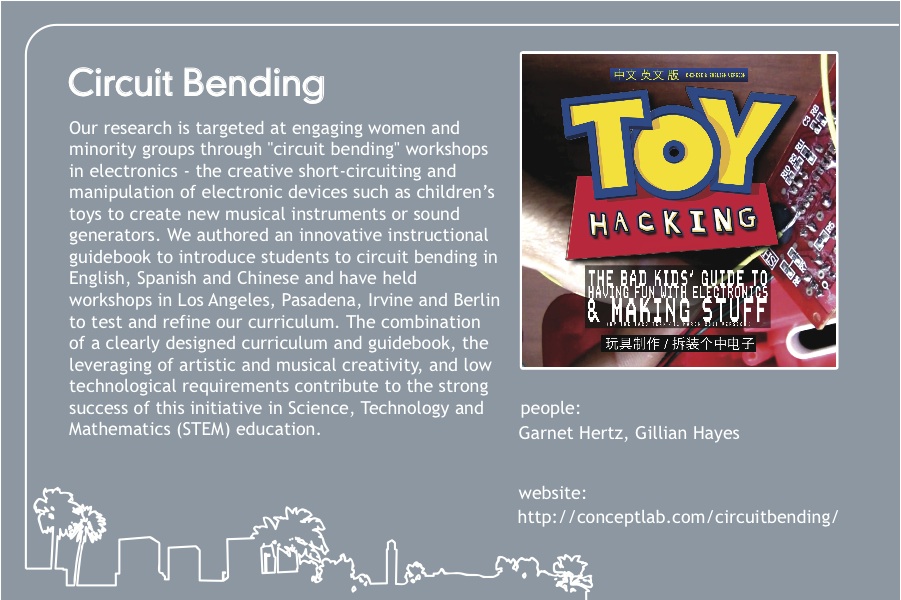 Circuit Bending
Our research is targeted at engaging women and
minority groups through "circuit bending" workshops
in electronics - the creative short-circuiting and
manipulation of electronic devices such as children's
toys to create new musical instruments or sound
generators. We authored an innovative instructional
guidebook to introduce students to circuit bending in
English, Spanish and Chinese and have held
workshops in Los Angeles, Pasadena, Irvine and Berlin
to test and refine our curriculum. The combination
of a clearly designed curriculum and guidebook, the
leveraging of artistic and musical creativity, and low
technological requirements contribute to the strong
success of this initiative in Science, Technology and
Mathematics (STEM) education.
中文 英文 版 CHINESE & ENGLISH VERSION
TOY
HACKING
THE BAD KIDS' GUIDE TO
HAVING FUN WITH ELECTRONICS
& MAKING STUFF
玩具制作 / 拆装个中电子
people:
Garnet Hertz, Gillian Hayes
website:
http://conceptlab.com/circuitbending/